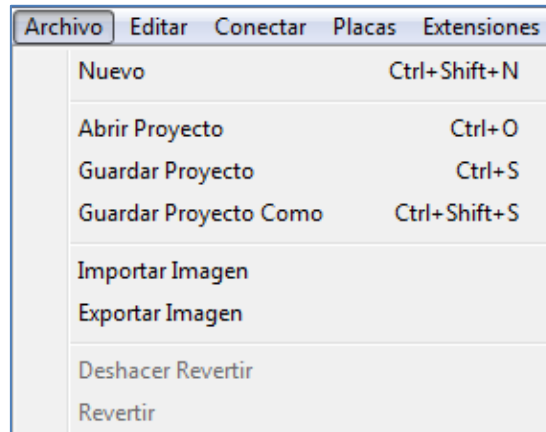 Archivo Editar Conectar Placas Extensiones
Nuevo Ctrl+Shift+N
Abrir Proyecto Ctrl+O
Guardar Proyecto Ctrl+S
Guardar Proyecto Como Ctrl+Shift+S
Importar Imagen
Exportar Imagen
Deshacer Revertir
Revertir